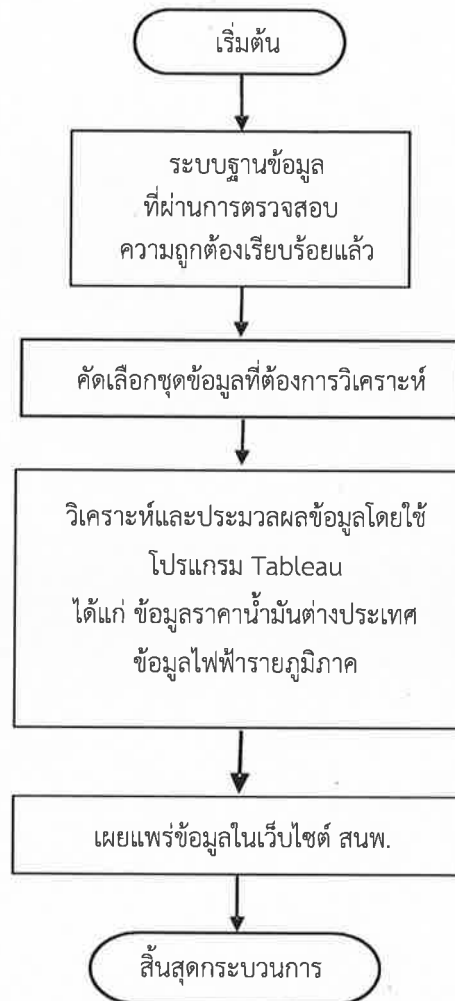 เริ่มต้น
ระบบฐานข้อมูล
ที่ผ่านการตรวจสอบ
ความถูกต้องเรียบร้อยแล้ว
คัดเลือกชุดข้อมูลที่ต้องการวิเคราะห์
วิเคราะห์และประมวลผลข้อมูลโดยใช้
โปรแกรม Tableau
ได้แก่ ข้อมูลราคาน้ำมันต่างประเทศ
ข้อมูลไฟฟ้ารายภูมิภาค
เผยแพร่ข้อมูลในเว็บไซต์ สนพ.
สิ้นสุดกระบวนการ